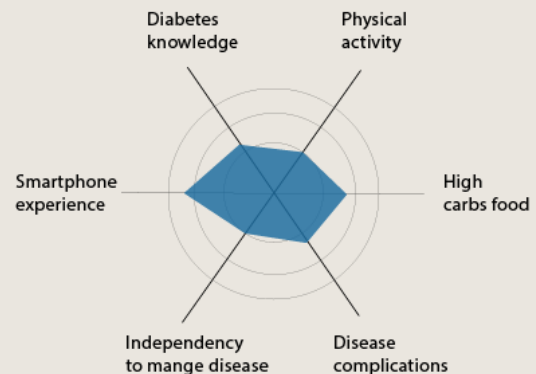 Diabetes
knowledge
Physical
activity
Smartphone
experience
High
carbs food
Independency
to mange disease
Disease
complications